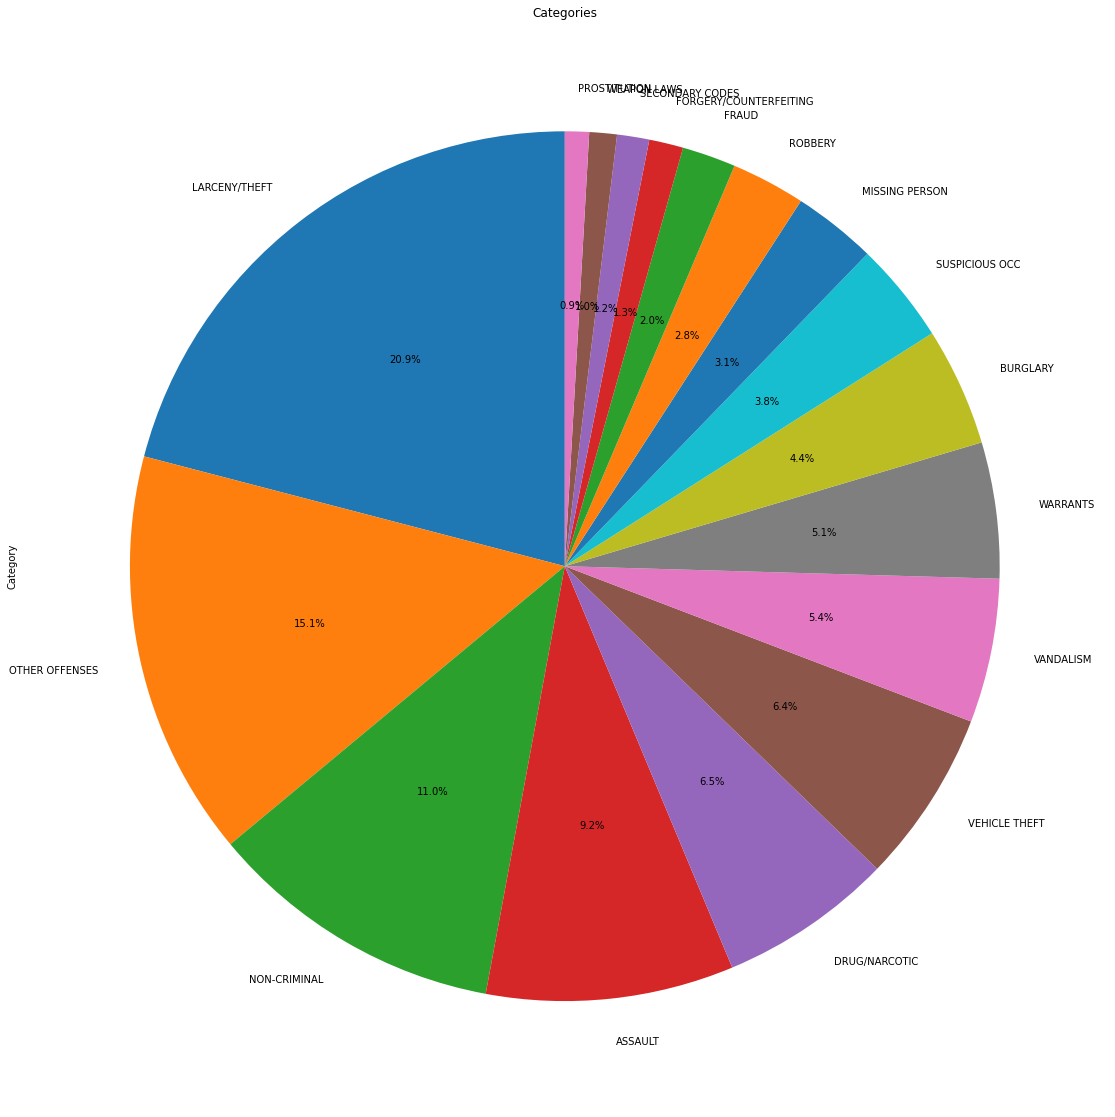 Categories
PROSTITUTION
WEAPON LAWS
SECONDARY CODES
FORGERY/COUNTERFEITING
FRAUD
ROBBERY
MISSING PERSON
SUSPICIOUS OCC
BURGLARY
WARRANTS
VANDALISM
VEHICLE THEFT
DRUG/NARCOTIC
ASSAULT
NON-CRIMINAL
OTHER OFFENSES
LARCENY/THEFT
Category
0.9%
1.0%
1.2%
1.3%
2.0%
2.8%
3.1%
3.8%
4.4%
5.1%
5.4%
6.4%
6.5%
9.2%
11.0%
15.1%
20.9%